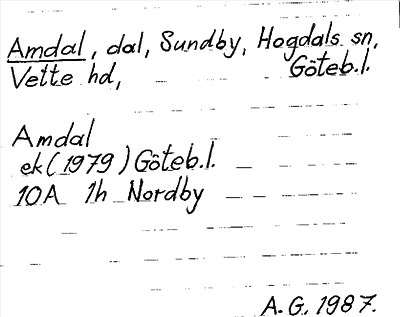 Amdal, dal, Sundby, Hogdals sn,
Vette hd, Göteb.l.
Amdal
ek (1979) Göteb.l.
10A 1h Nordby
A.G. 1987.